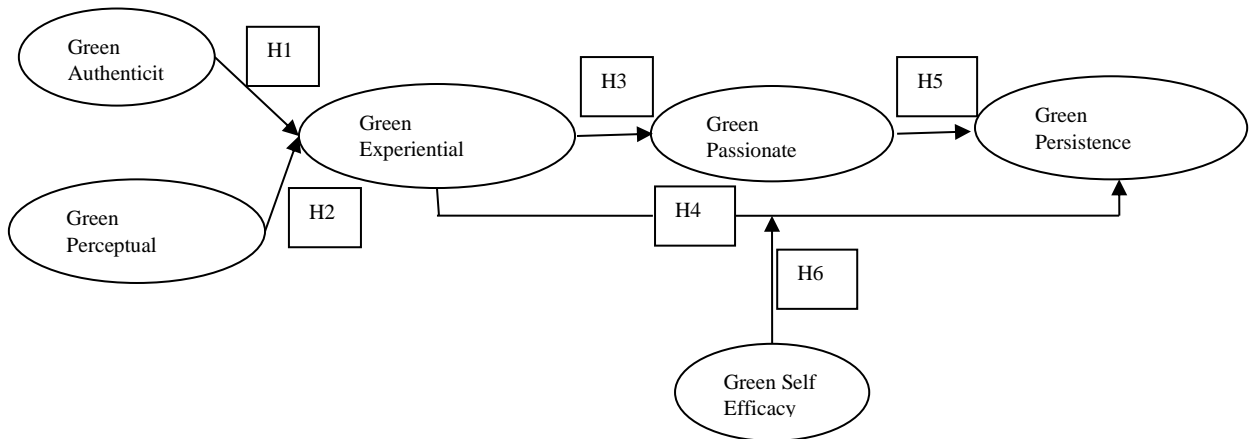 Green
Authenticit
H1
H3
H5
Green
Experiential
Green
Passionate
Green
Persistence
Green
Perceptual
H2
H4
H6
Green Self
Efficacy